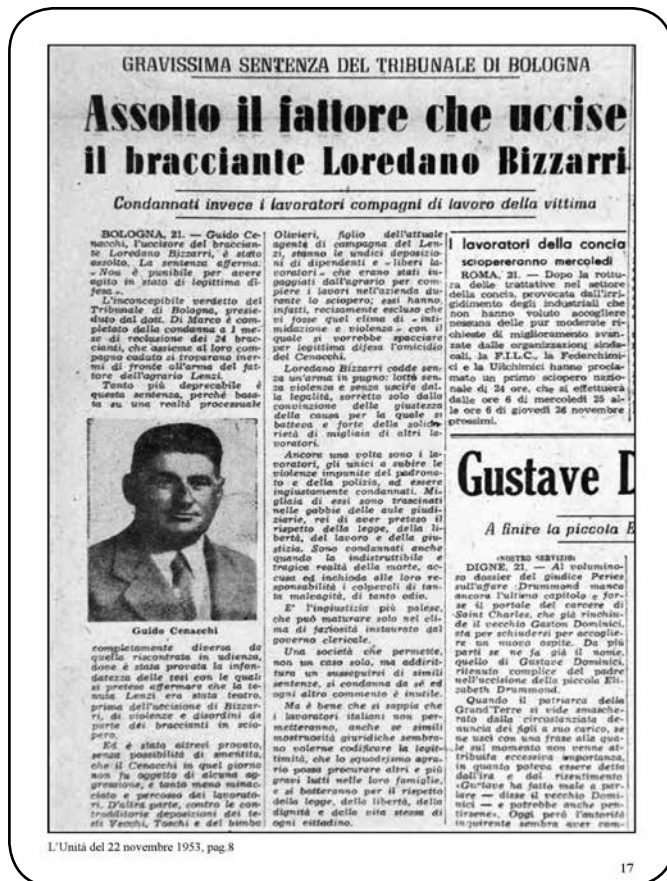 GRAVISSIMA SENTENZA DEL TRIBUNALE DI BOLOGNA
Assolto il fattore che uccise
il bracciante Loredano Bizzarri
Condannati invece i lavoratori compagni di lavoro della vittima
BOLOGNA, 21. — Guido Ce-
nacchi, l'uccisore del braccian-
te Loredano Bizzarri, è stato
assolto. La sentenza afferma:
« Non è punibile per avere
agito in stato di legittima di-
fesa ».
L'inconcepibile verdetto del
Tribunale di Bologna, presie-
duto dal dott. Di Marco è com-
pletato dalla condanna a 1 me-
se di reclusione dei 24 brac-
cianti, che assieme al loro com-
pagno caduto si trovarono iner-
mi di fronte all'arma del fat-
tore dell'agrario Lenzi.
Tanto più deprecabile è
questa sentenza, perché basa-
ta su una realtà processuale
Guido Cenacchi
completamente diversa da
quella riscontrata in udienza,
dove è stata provata la infon-
datezza delle tesi con le quali
si pretese affermare che la te-
nuta Lenzi era stata teatro,
prima dell'uccisione di Bizzar-
ri, di violenze e disordini da
parte dei braccianti in scio-
pero.
Ed è stato altresì provato,
senza possibilità di smentita,
che il Cenacchi in quel giorno
non fu oggetto di alcuna ag-
gressione, e tanto meno minac-
ciato e percosso dai lavorato-
ri. D'altra parte, contro le con-
traddittorie deposizioni dei te-
sti Vecchi, Toschi e del bimbo
Olivieri, figlio dell'attuale
agente di campagna del Len-
zi, stanno le undici deposizio-
ni di dipendenti e « liberi la-
voratori » che erano stati in-
gaggiati dall'agrario per com-
piere i lavori nell'azienda du-
rante lo sciopero; essi hanno,
infatti, recisamente escluso che
vi fosse quel clima di « inti-
midazione e violenza » con il
quale si vorrebbe spacciare
per legittima difesa l'omicidio
del Cenacchi.
Loredano Bizzarri cadde sen-
za un'arma in pugno: lottò sen-
za violenza e senza uscire dal-
la legalità, sorretto solo dalla
convinzione della giustezza
della causa per la quale si
batteva e forte della solida-
rietà di migliaia di altri la-
voratori.
Ancora una volta sono i la-
voratori, gli unici a subire le
violenze impunite del padrona-
to e della polizia, ad essere
ingiustamente condannati. Mi-
gliaia di essi sono trascinati
nelle gabbie delle aule giudi-
ziarie, rei di aver preteso il
rispetto della legge, della li-
bertà, del lavoro e della giu-
stizia. Sono condannati anche
quando la indistruttibile e
tragica realtà della morte, ac-
cusa ed inchioda alle loro re-
sponsabilità i colpevoli di tan-
ta malvagità, di tanto odio.
E' l'ingiustizia più palese,
che può maturare solo nel cli-
ma di faziosità instaurato dal
governo clericale.
Una società che permette,
non un caso solo, ma addirit-
tura un susseguirsi di simili
sentenze, si condanna da sé ed
ogni altro commento è inutile.
Ma è bene che si sappia che
i lavoratori italiani non per-
metteranno, anche se simili
mostruosità giuridiche sembra-
no volerne codificare la legit-
timità, che lo squadrismo agra-
rio possa procurare altri e più
gravi lutti nelle loro famiglie,
e si batteranno per il rispetto
della legge, della libertà, della
dignità e della vita stessa di
ogni cittadino.
I lavoratori della concia
sciopereranno mercoledì
ROMA, 21. — Dopo la rottu-
ra delle trattative nel settore
della concia, provocata dall'irri-
gidimento degli industriali che
non hanno voluto accogliere
nessuna delle pur moderate ri-
chieste di miglioramento avan-
zate dalle organizzazioni sinda-
cali, la F.I.L.C., la Federchimi-
ci e la Uilchimici hanno procla-
mato un primo sciopero nazio-
nale di 24 ore, che si effettuerà
dalle ore 6 di mercoledì 25 al-
le ore 6 di giovedì 26 novembre
prossimi.
Gustave D
A finire la piccola E
(NOSTRO SERVIZIO)
DIGNE, 21. — Al volumino-
so dossier del giudice Peries
sull'affare Drummond manca
ancora l'ultimo capitolo e for-
se il portale del carcere di
Saint Charles, che già rinchiu-
de il vecchio Gaston Dominici,
sta per schiudersi per accoglie-
re un nuovo ospite. Da più
parti se ne fa già il nome,
quello di Gustave Dominici,
ritenuto complice del padre
nell'uccisione della piccola Eli-
zabeth Drummond.
Quando il patriarca della
Grand'Terre si vide smasche-
rato dalla circostanziata de-
nuncia dei figli a suo carico, se
ne uscì con una frase alla qua-
le sul momento non venne at-
tribuita eccessiva importanza,
in quanto poteva essere detta
dall'ira e dal risentimento
«Gustave ha fatto male a par-
lare — disse il vecchio Domi-
nici — e potrebbe anche pen-
tirsene». Oggi però l'autorità
inquirente sembra aver com-
L'Unità del 22 novembre 1953, pag.8
17